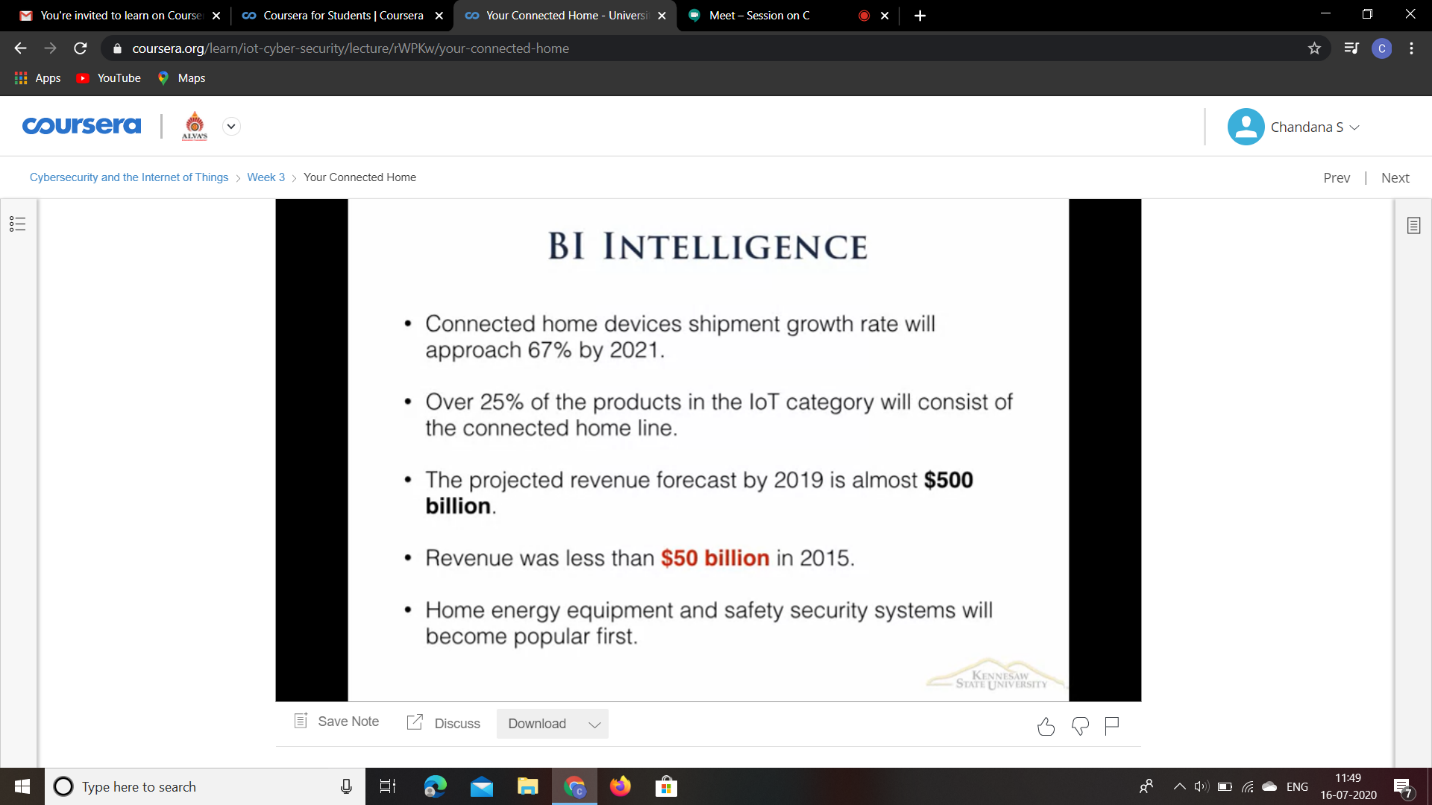 You're invited to learn on Course
Coursera for Students | Coursera
Your Connected Home - Universi
Meet – Session on C
coursera.org/learn/iot-cyber-security/lecture/rWPKw/your-connected-home
C
Apps
YouTube
Maps
coursera
ALVA'S
Chandana S
Cybersecurity and the Internet of Things > Week 3 > Your Connected Home
Prev | Next
BI INTELLIGENCE
• Connected home devices shipment growth rate will
approach 67% by 2021.
• Over 25% of the products in the IoT category will consist of
the connected home line.
• The projected revenue forecast by 2019 is almost $500
billion.
• Revenue was less than $50 billion in 2015.
• Home energy equipment and safety security systems will
become popular first.
KENNESAW
STATE UNIVERSITY
Save Note
Discuss
Download
Type here to search
C
ENG
11:49
16-07-2020
7